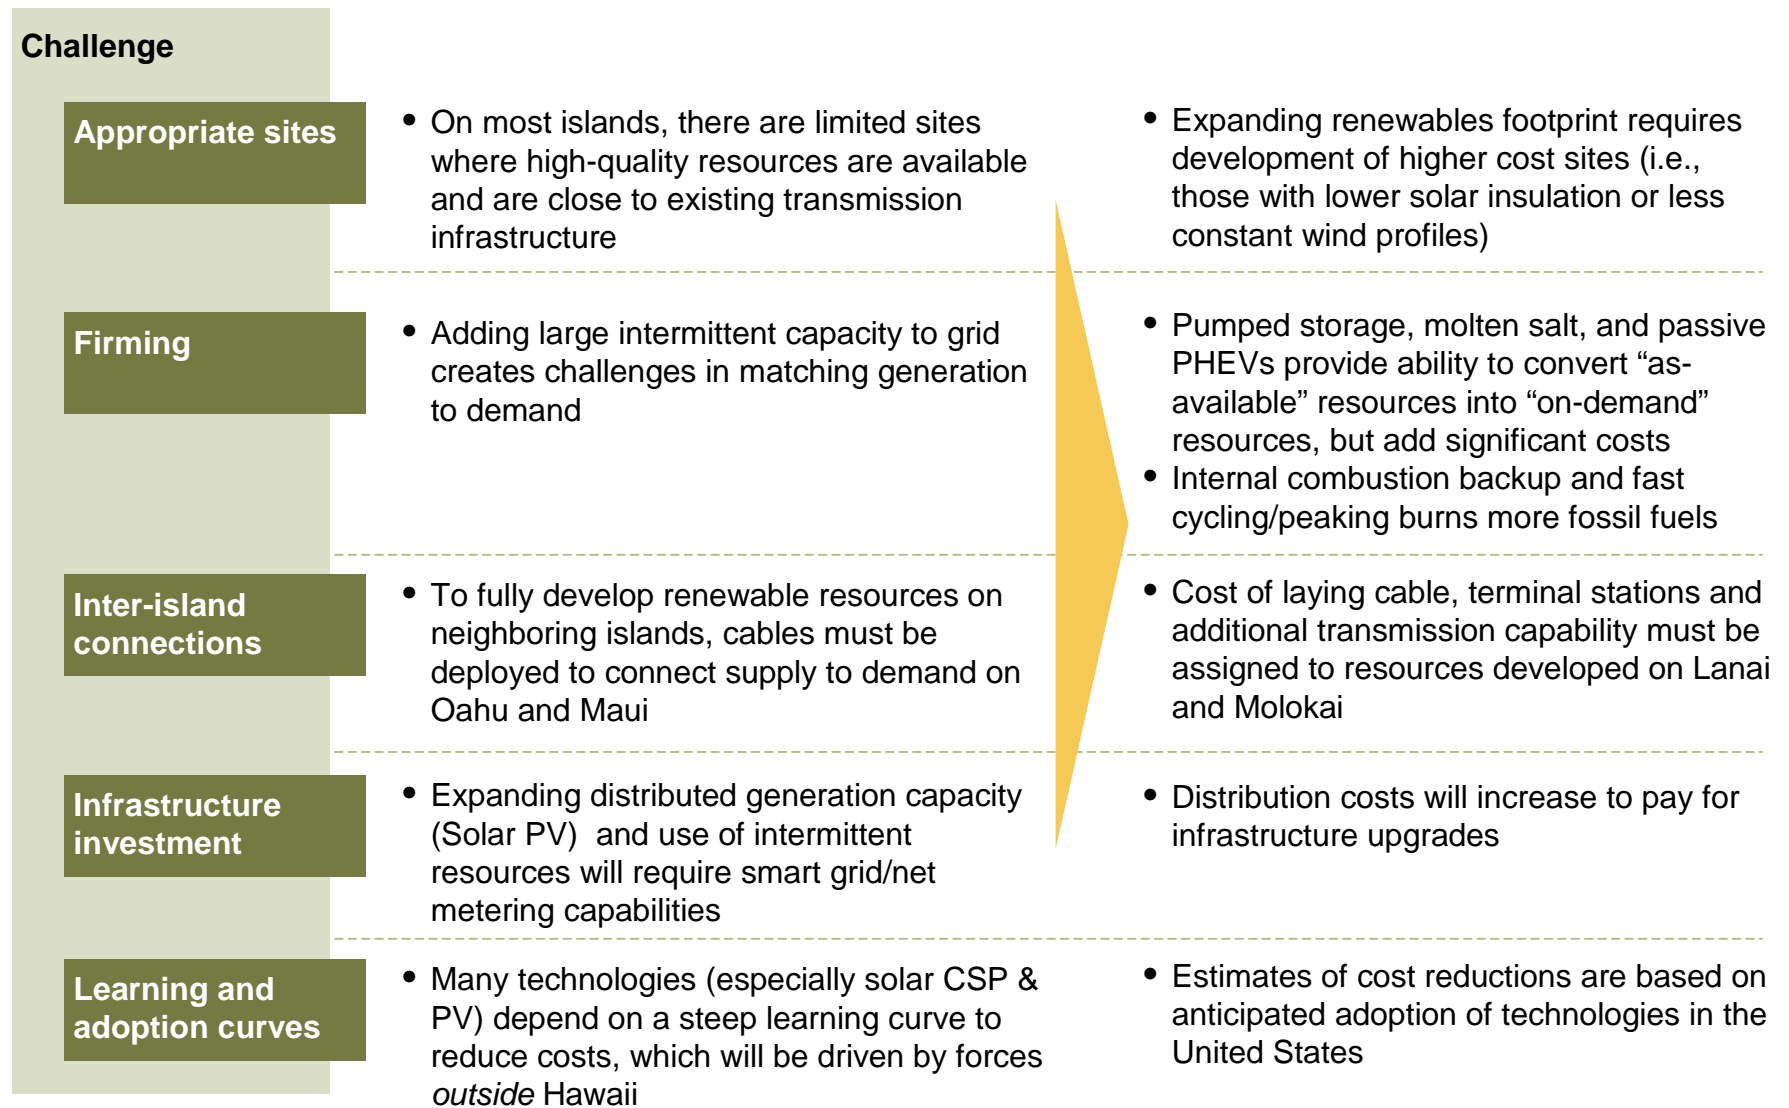 Challenge
Appropriate sites
• On most islands, there are limited sites
where high-quality resources are available
and are close to existing transmission
infrastructure
• Expanding renewables footprint requires
development of higher cost sites (i.e.,
those with lower solar insulation or less
constant wind profiles)
Firming
• Adding large intermittent capacity to grid
creates challenges in matching generation
to demand
• Pumped storage, molten salt, and passive
PHEVs provide ability to convert “as-
available” resources into “on-demand”
resources, but add significant costs
• Internal combustion backup and fast
cycling/peaking burns more fossil fuels
Inter-island
connections
• To fully develop renewable resources on
neighboring islands, cables must be
deployed to connect supply to demand on
Oahu and Maui
• Cost of laying cable, terminal stations and
additional transmission capability must be
assigned to resources developed on Lanai
and Molokai
Infrastructure
investment
• Expanding distributed generation capacity
(Solar PV)  and use of intermittent
resources will require smart grid/net
metering capabilities
• Distribution costs will increase to pay for
infrastructure upgrades
Learning and
adoption curves
• Many technologies (especially solar CSP &
PV) depend on a steep learning curve to
reduce costs, which will be driven by forces
outside Hawaii
• Estimates of cost reductions are based on
anticipated adoption of technologies in the
United States